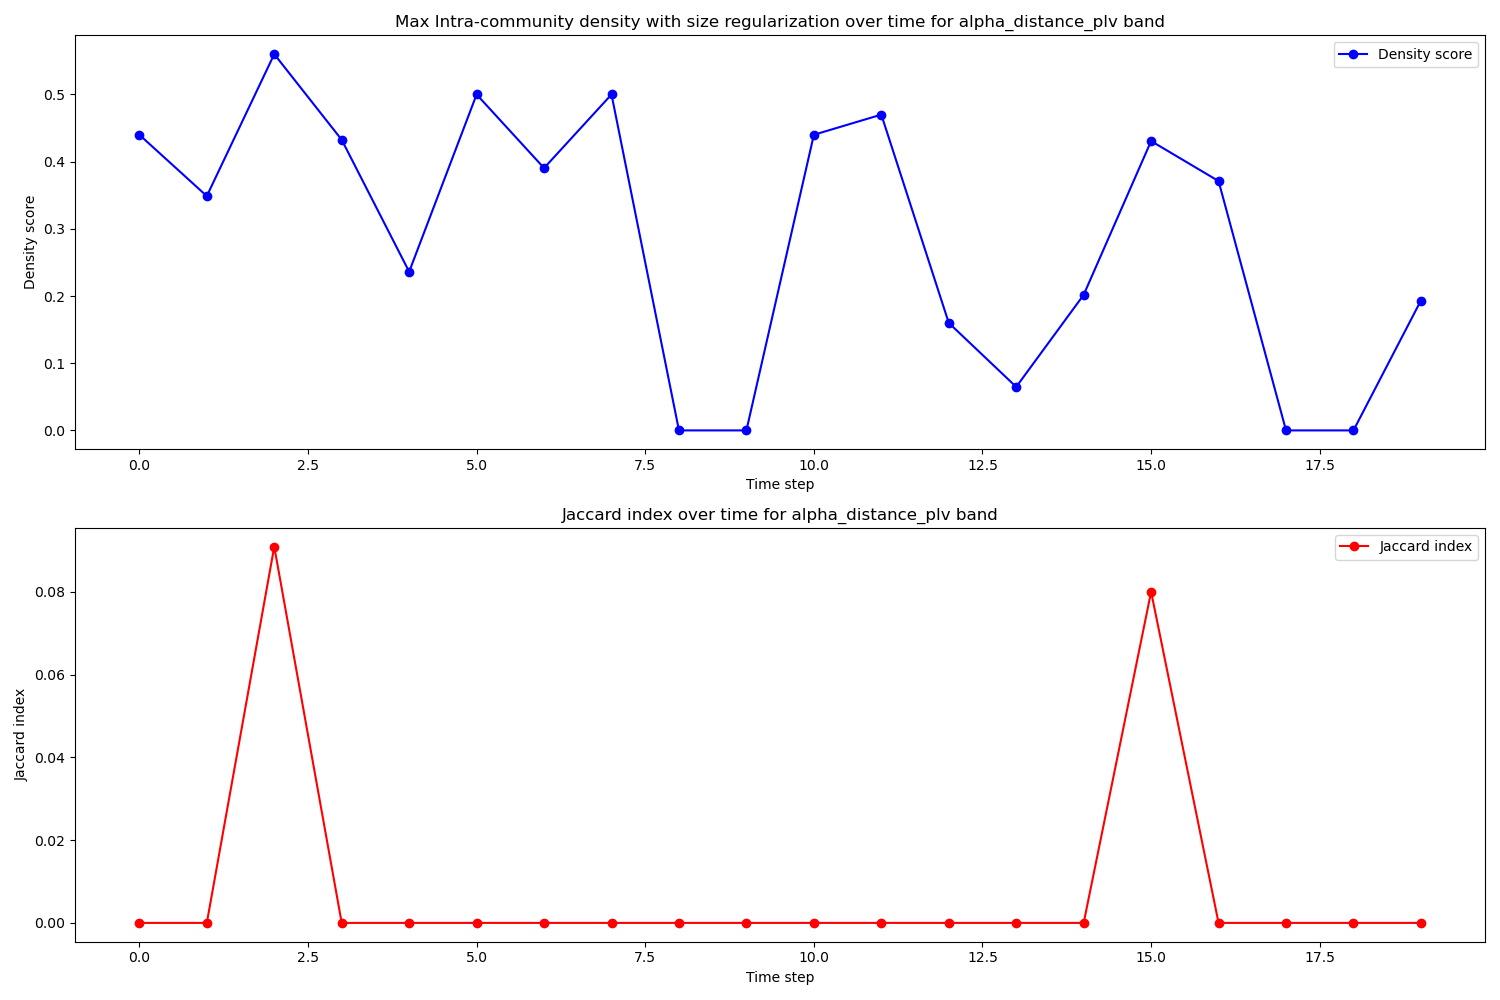 Max Intra-community density with size regularization over time for alpha_distance_plv band
Density score
0.5
0.4
0.3
0.2
0.1
0.0
Density score
0.0 2.5 5.0 7.5 10.0 12.5 15.0 17.5
Time step
Jaccard index over time for alpha_distance_plv band
Jaccard index
0.08
0.06
0.04
0.02
0.00
Jaccard index
0.0 2.5 5.0 7.5 10.0 12.5 15.0 17.5
Time step